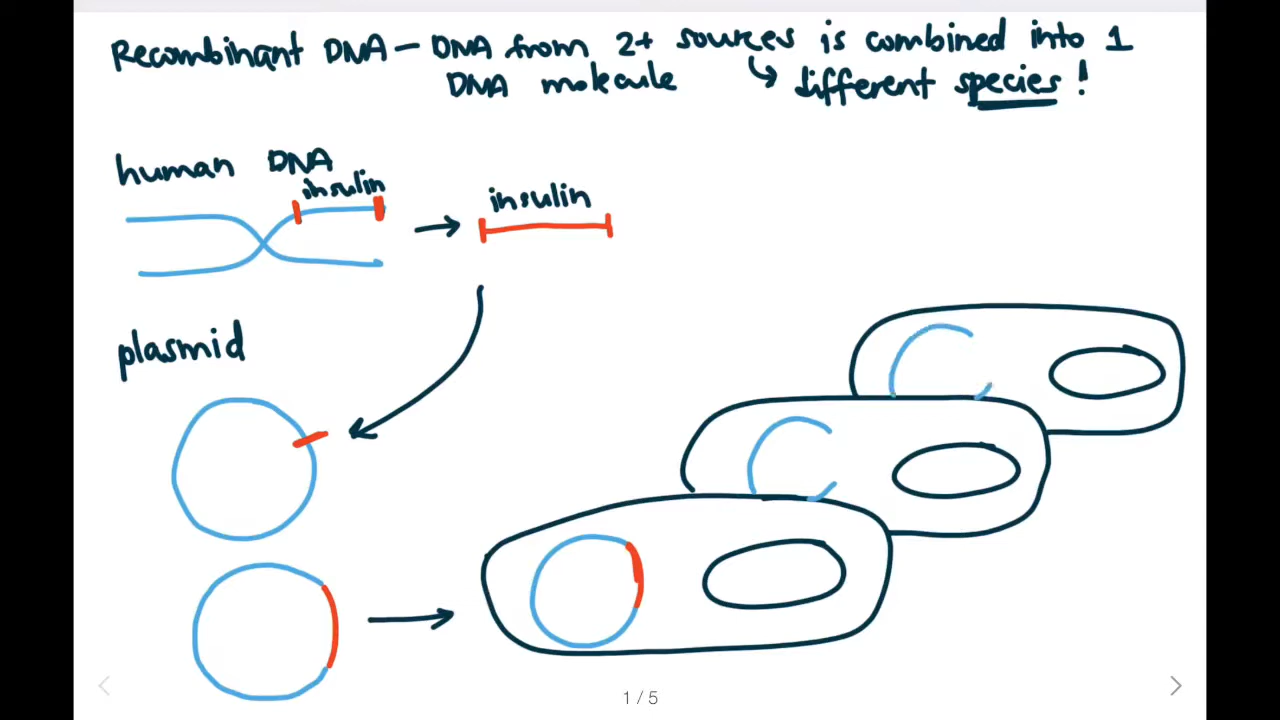 Recombinant DNA — DNA from 2+ sources is combined into 1
DNA molecule ↳ different species!
human DNA
insulin
insulin
plasmid
1 / 5